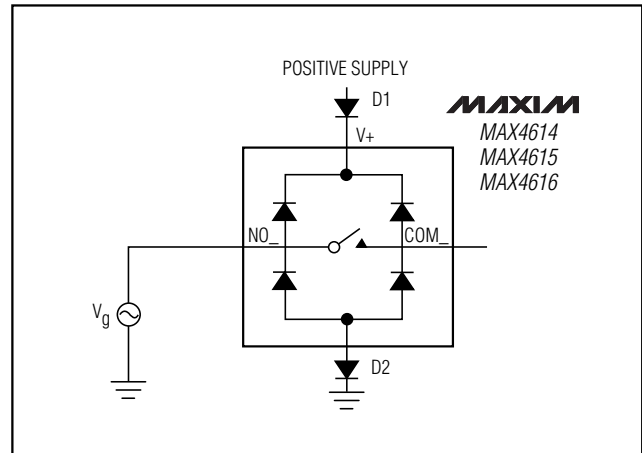 POSITIVE SUPPLY
D1
MAXIM
V+
MAX4614
MAX4615
MAX4616
NO_
COM_
Vg
D2